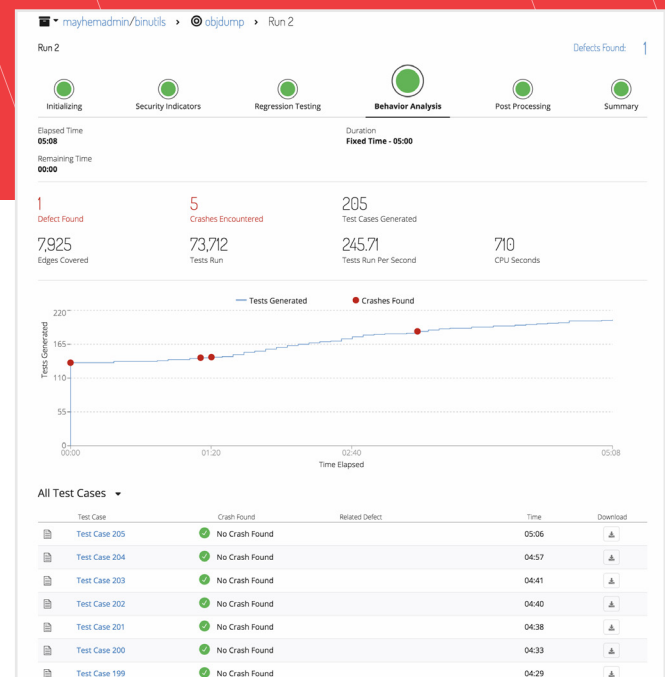 mayhemadmin/binutils › objdump › Run 2
Run 2
Defects Found: 1
Initializing
Security Indicators
Regression Testing
Behavior Analysis
Post Processing
Summary
Elapsed Time
05:08
Duration
Fixed Time - 05:00
Remaining Time
00:00
1
Defect Found
5
Crashes Encountered
205
Test Cases Generated
7,925
Edges Covered
73,712
Tests Run
245.71
Tests Run Per Second
710
CPU Seconds
Tests Generated
Crashes Found
Tests Generated
220
165
110
55
0
00:00
01:20
02:40
05:08
Time Elapsed
All Test Cases
Test Case Crash Found Related Defect Time Download
Test Case 205 No Crash Found 05:06
Test Case 204 No Crash Found 04:57
Test Case 203 No Crash Found 04:41
Test Case 202 No Crash Found 04:40
Test Case 201 No Crash Found 04:38
Test Case 200 No Crash Found 04:33
Test Case 199 No Crash Found 04:29